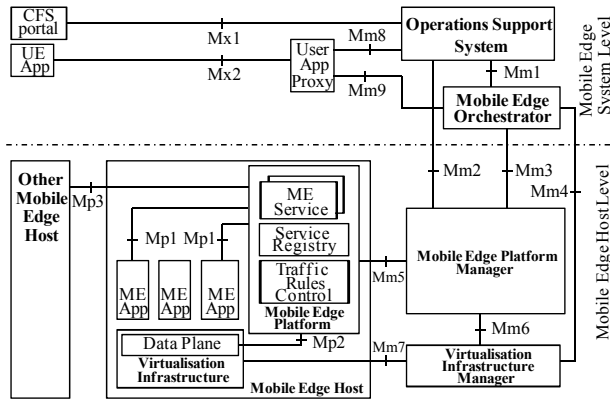 CFS
portal
Mx1
Mm8
Operations Support
System
UE
App
Mx2
User
App
Proxy
Mm9
Mm1
Mobile Edge
Orchestrator
Mobile Edge
System Level
Other
Mobile
Edge
Host
Mp3
ME
Service
Mp1
Mp1
Service
Registry
Traffic
Rules
Control
Mobile Edge
Platform
ME
App
ME
App
ME
App
Mm2
Mm3
Mm4
Mm5
Mobile Edge Platform
Manager
Mobile Edge Host Level
Data Plane
Virtualisation
Infrastructure
Mp2
Mm7
Mm6
Virtualisation
Infrastructure
Manager
Mobile Edge Host